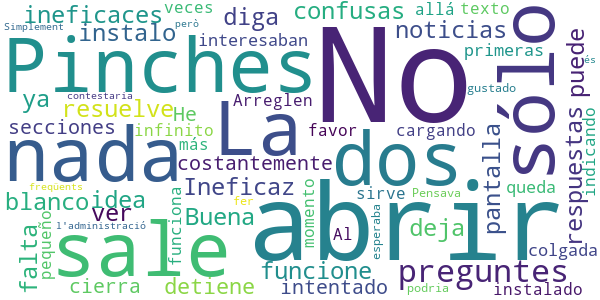 ineficaces
veces
diga
confusas
allá
texto
Simplement
però
instalo
interesaban
noticias
sólo
Pinches
No
primeras
puede
és
ya
contestaria
resuelve
He
Arreglen
La
gustado
secciones
infinito
favor
cargando
respuestas
indicando
nada
más
costantemente
dos
pantalla
freqüents
Ineficaz
sirve
Pensava
queda
blanco
idea
funciona
fer
momento
abrir
ver
Buena
Al
esperaba
deja
l'administració
falta
pequeño
sale
colgada
funcione
preguntes
cierra
detiene
intentado
podria
instalado